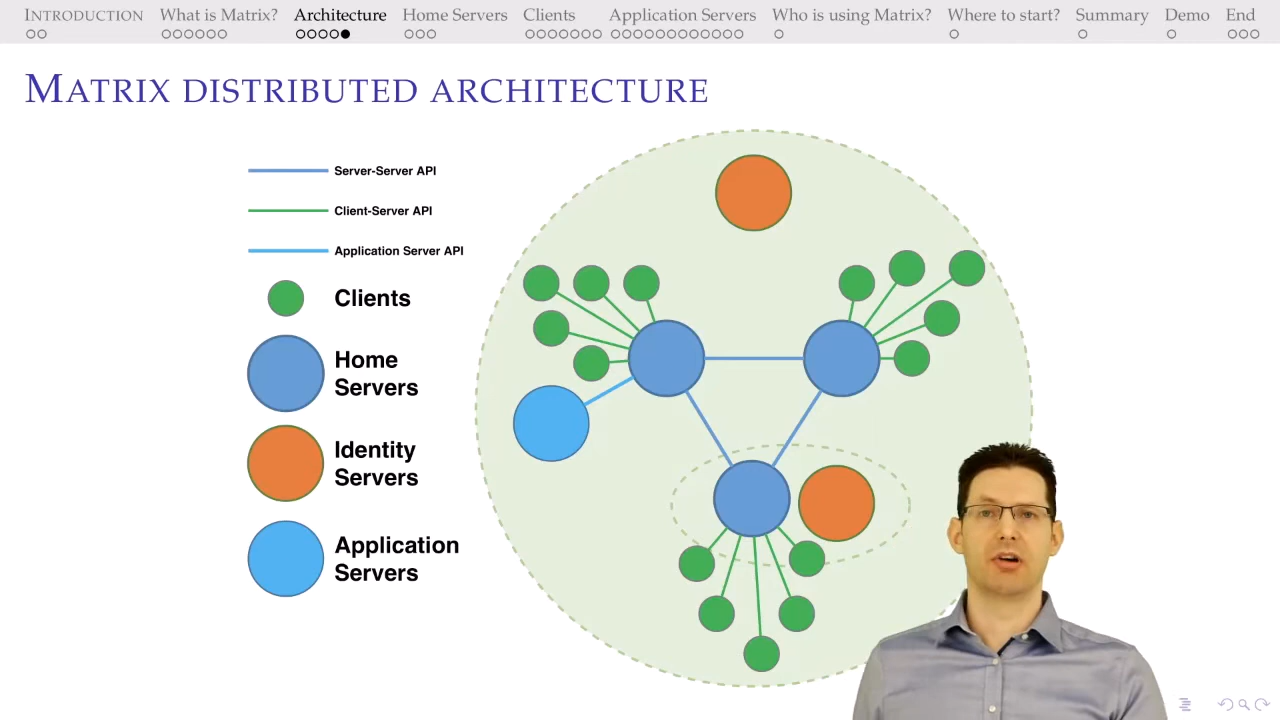 INTRODUCTION What is Matrix? Architecture Home Servers Clients Application Servers Who is using Matrix? Where to start? Summary Demo End
MATRIX DISTRIBUTED ARCHITECTURE
Server-Server API
Client-Server API
Application Server API
Clients
Home
Servers
Identity
Servers
Application
Servers